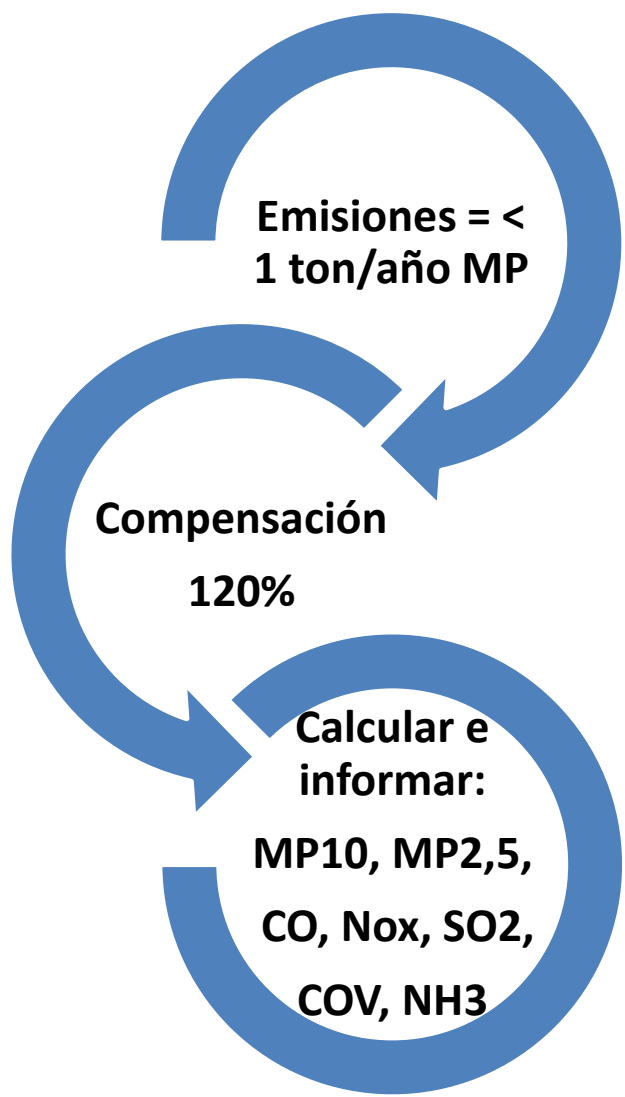 Emisiones = <
1 ton/año MP
Compensación
120%
Calcular e
informar:
MP10, MP2,5,
CO, Nox, SO2,
COV, NH3